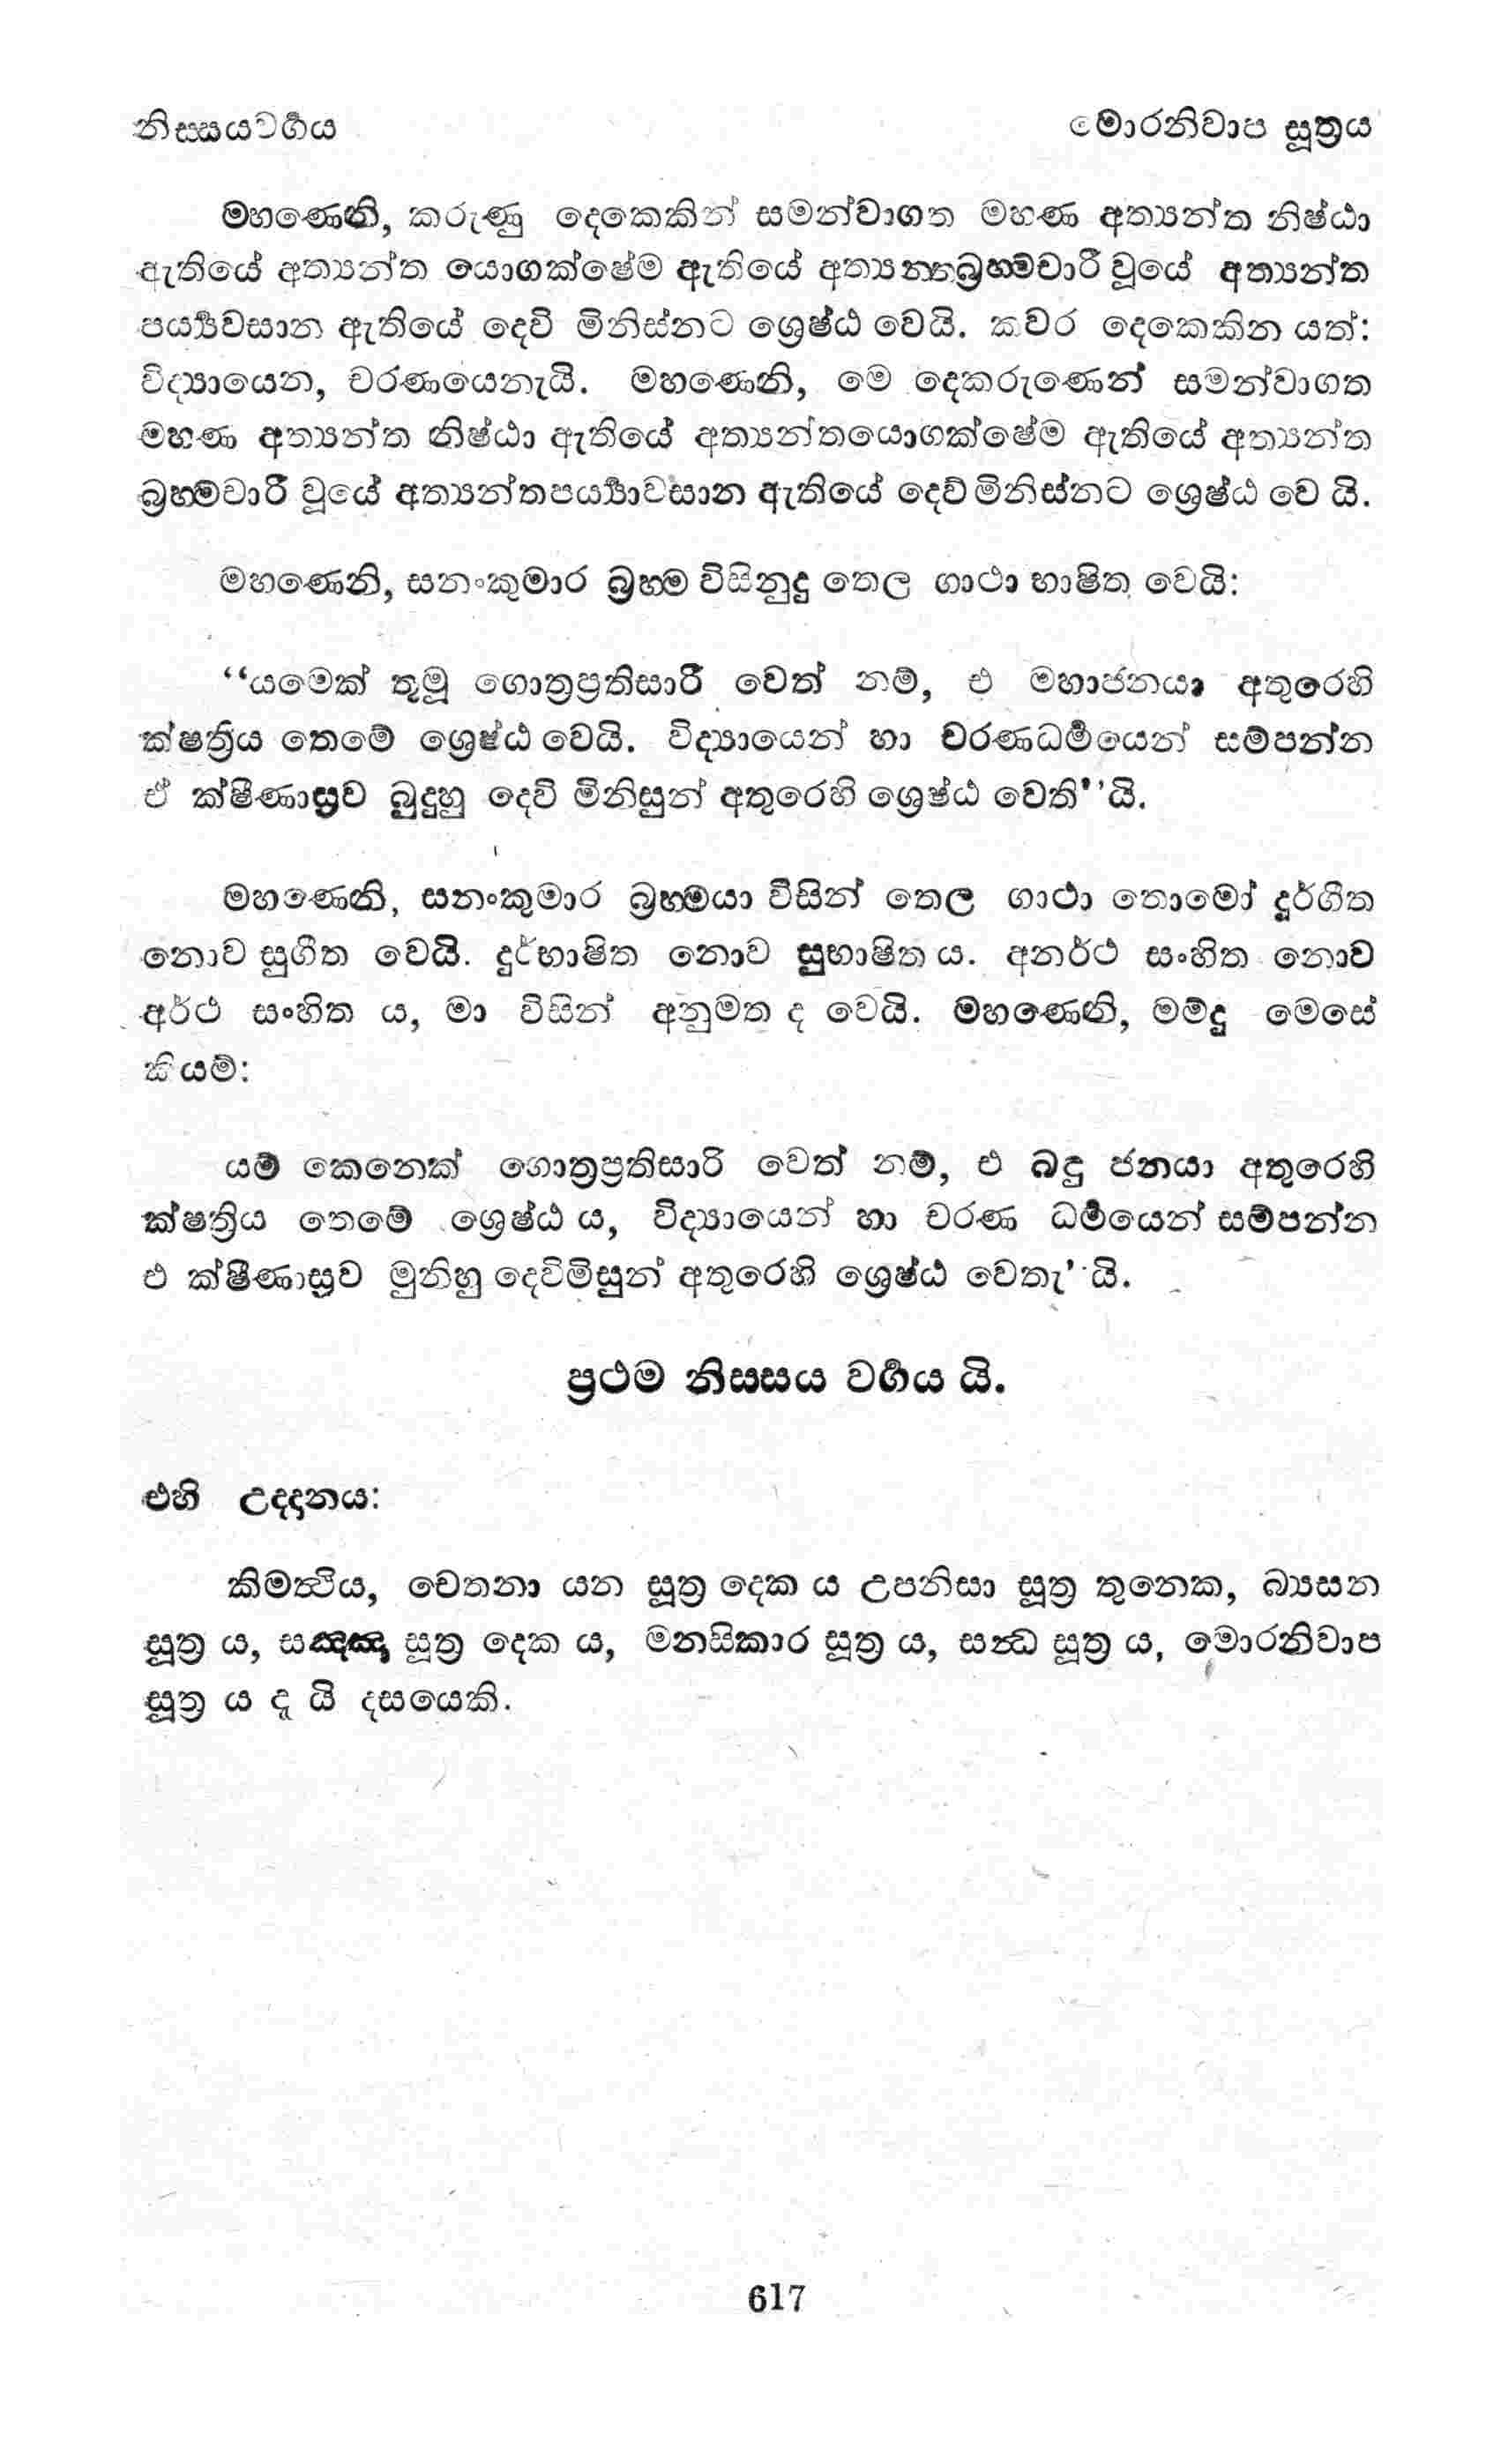 නිස්සයවර්‍ගය මොරනිවාප සූත්‍රය
මහණෙනි, කරුණු දෙකෙකින් සමන්වාගත මහණ අත්‍යන්ත නිෂ්ඨා
ඇතියේ අත්‍යන්ත යොගක්ෂේම ඇතියේ අත්‍යන්තබ්‍රහ්මචාරී වූයේ අත්‍යන්ත
පර්‍ය්‍යවසාන ඇතියේ දෙවි මිනිස්නට ශ්‍රෙෂ්ඨ වෙයි. කවර දෙකෙකින යත්:
විද්‍යායෙන, චරණයෙනැයි. මහණෙනි, මෙ දෙකරුණෙන් සමන්වාගත
මහණ අත්‍යන්ත නිෂ්ඨා ඇතියේ අත්‍යන්තයොගක්ෂේම ඇතියේ අත්‍යන්ත
බ්‍රහ්මචාරී වූයේ අත්‍යන්තපර්‍ය්‍යාවසාන ඇතියේ දෙව් මිනිස්නට ශ්‍රෙෂ්ඨ වෙ යි.
මහණෙනි, සනංකුමාර බ්‍රහ්ම විසිනුදු තෙල ගාථා භාෂිත වෙයි:
“යමෙක් තුමූ ගොත්‍රප්‍රතිසාරී වෙත් නම්, එ මහාජනයා අතුරෙහි
ක්ෂත්‍රිය තෙමේ ශ්‍රෙෂ්ඨ වෙයි. විද්‍යායෙන් හා චරණධර්‍මයෙන් සම්පන්න
ඒ ක්ෂීණාස්‍රව බුදුහු දෙවි මිනිසුන් අතුරෙහි ශ්‍රෙෂ්ඨ වෙති”යි.
මහණෙනි, සනංකුමාර බ්‍රහ්මයා විසින් තෙල ගාථා තොමෝ දුර්ගීත
නොව සුගීත වෙයි. දුර්භාෂිත නොව සුභාෂිත ය. අනර්ථ සංහිත නොව
අර්ථ සංහිත ය, මා විසින් අනුමත ද වෙයි. මහණෙනි, මම්දු මෙසේ
කියම්:
යම් කෙනෙක් ගොත්‍රප්‍රතිසාරි වෙත් නම්, එ බඳු ජනයා අතුරෙහි
ක්ෂත්‍රිය තෙමේ ශ්‍රෙෂ්ඨ ය, විද්‍යායෙන් හා චරණ ධර්‍මයෙන් සම්පන්න
එ ක්ෂීණාස්‍රව මුනිහු දෙවිමිසුන් අතුරෙහි ශ්‍රෙෂ්ඨ වෙතැ’යි.
ප්‍රථම නිස්සය වර්‍ගය යි.
එහි උද්දානය:
කිමත්ථිය, චෙතනා යන සූත්‍ර දෙක ය උපනිසා සූත්‍ර තුනෙක, බ්‍යසන
සූත්‍ර ය, සඤ්ඤා සූත්‍ර දෙක ය, මනසිකාර සූත්‍ර ය, සන්ධ සූත්‍ර ය, මොරනිවාප
සූත්‍ර ය ද යි දසයෙකි.
617